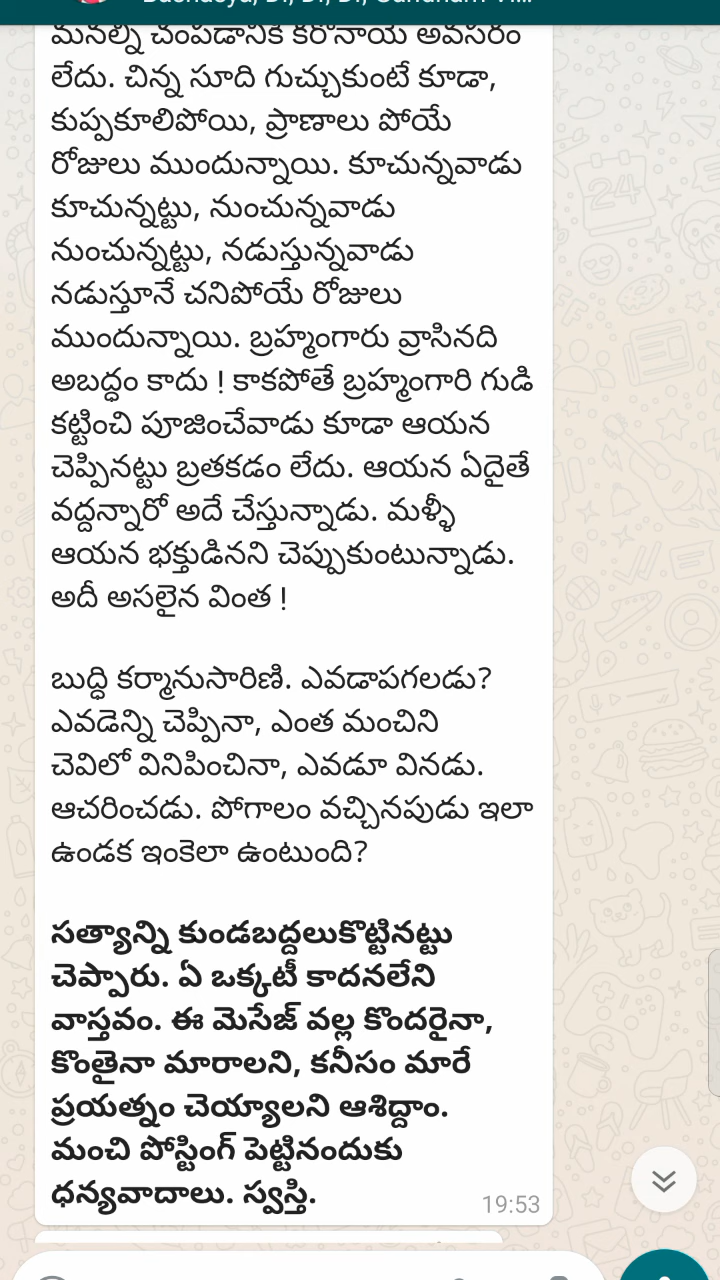 మనల్ని చంపడానికి కరోనాయే అవసరం
లేదు. చిన్న సూది గుచ్చుకుంటే కూడా,
కుప్పకూలిపోయి, ప్రాణాలు పోయే
రోజులు ముందున్నాయి. కూచున్నవాడు
కూచున్నట్టు, నుంచున్నవాడు
నుంచున్నట్టు, నడుస్తున్నవాడు
నడుస్తూనే చనిపోయే రోజులు
ముందున్నాయి. బ్రహ్మంగారు వ్రాసినది
అబద్ధం కాదు ! కాకపోతే బ్రహ్మంగారి గుడి
కట్టించి పూజించేవాడు కూడా ఆయన
చెప్పినట్టు బ్రతకడం లేదు. ఆయన ఏదైతే
వద్దన్నారో అదే చేస్తున్నాడు. మళ్ళీ
ఆయన భక్తుడినని చెప్పుకుంటున్నాడు.
అదీ అసలైన వింత !
బుద్ధి కర్మానుసారిణి. ఎవడాపగలడు?
ఎవడెన్ని చెప్పినా, ఎంత మంచిని
చెవిలో వినిపించినా, ఎవడూ వినడు.
ఆచరించడు. పోగాలం వచ్చినపుడు ఇలా
ఉండక ఇంకెలా ఉంటుంది?
సత్యాన్ని కుండబద్దలుకొట్టినట్టు
చెప్పారు. ఏ ఒక్కటీ కాదనలేని
వాస్తవం. ఈ మెసేజ్ వల్ల కొందరైనా,
కొంతైనా మారాలని, కనీసం మారే
ప్రయత్నం చెయ్యాలని ఆశిద్దాం.
మంచి పోస్టింగ్ పెట్టినందుకు
ధన్యవాదాలు. స్వస్తి.
19:53